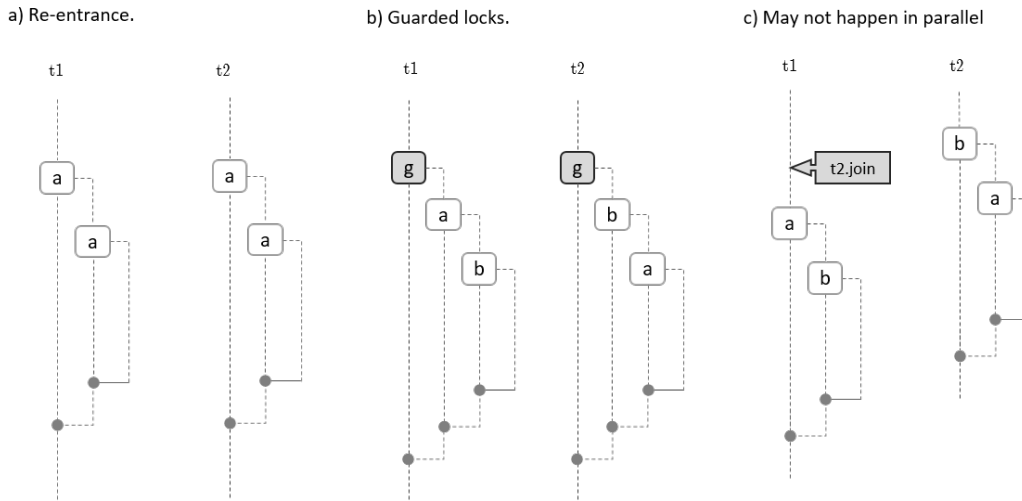 a) Re-entrance.
b) Guarded locks.
c) May not happen in parallel
t1
t2
t1
t2
t1
t2
a
a
a
a
g
a
b
g
b
a
t2.join
a
b
b
a